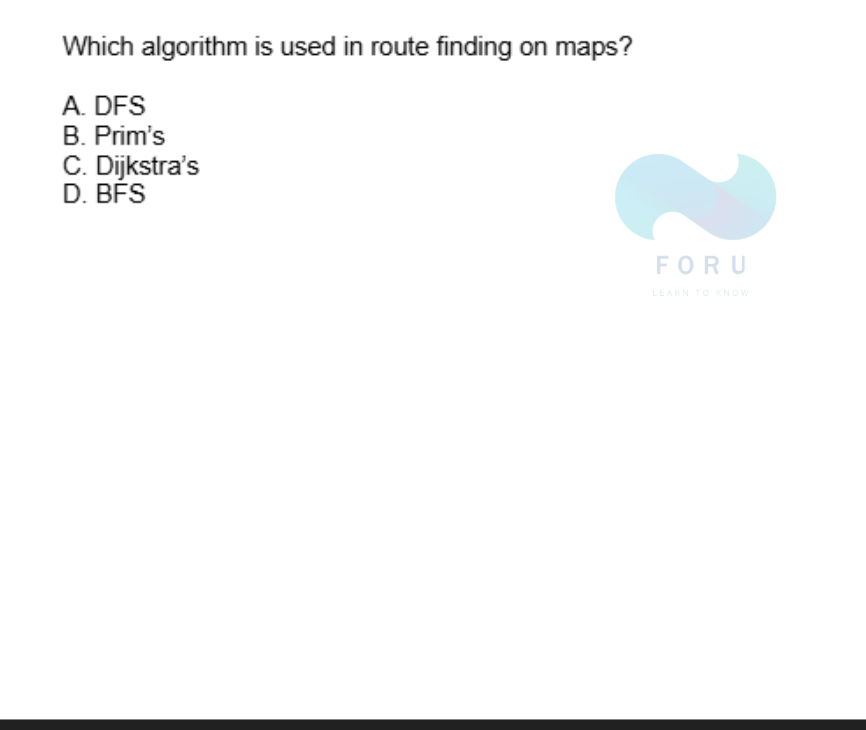 Which algorithm is used in route finding on maps?
A. DFS
B. Prim's
C. Dijkstra's
D. BFS
FORU
LEARN TO KNOW